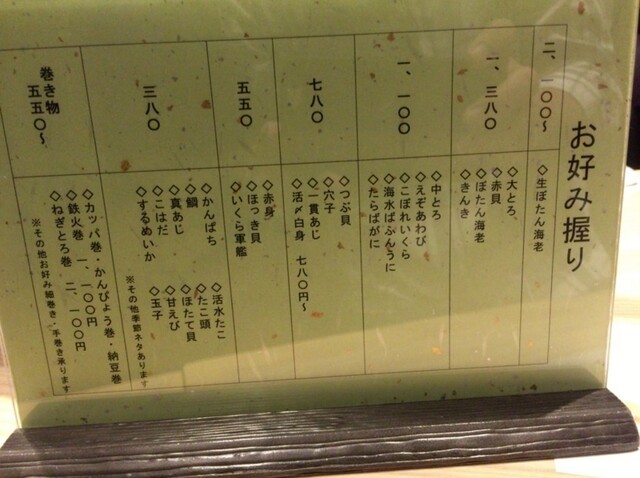 お好み握り
二、一〇〇〜
◇生ぼたん海老
一、三八〇
◇大とろ
◇赤貝
◇ぼたん海老
◇きんき
一、一〇〇
◇中とろ
◇えぞあわび
◇こぼれいくら
◇海水ばふんうに
◇たらばがに
七八〇
◇つぶ貝
◇穴子
◇一貫あじ
◇活〆白身 七八〇円〜
五五〇
◇赤身
◇ほっき貝
◇いくら軍艦
三八〇
◇かんぱち ◇活水たこ
◇鯛 ◇たこ頭
◇真あじ ◇ほたて貝
◇こはだ ◇甘えび
◇するめいか ◇玉子
※その他季節ネタあります
巻き物
五五〇〜
◇カッパ巻・かんぴょう巻・納豆巻
◇鉄火巻 一、一〇〇円
◇ねぎとろ巻 二、一〇〇円
※その他お好み細巻き・手巻き承ります